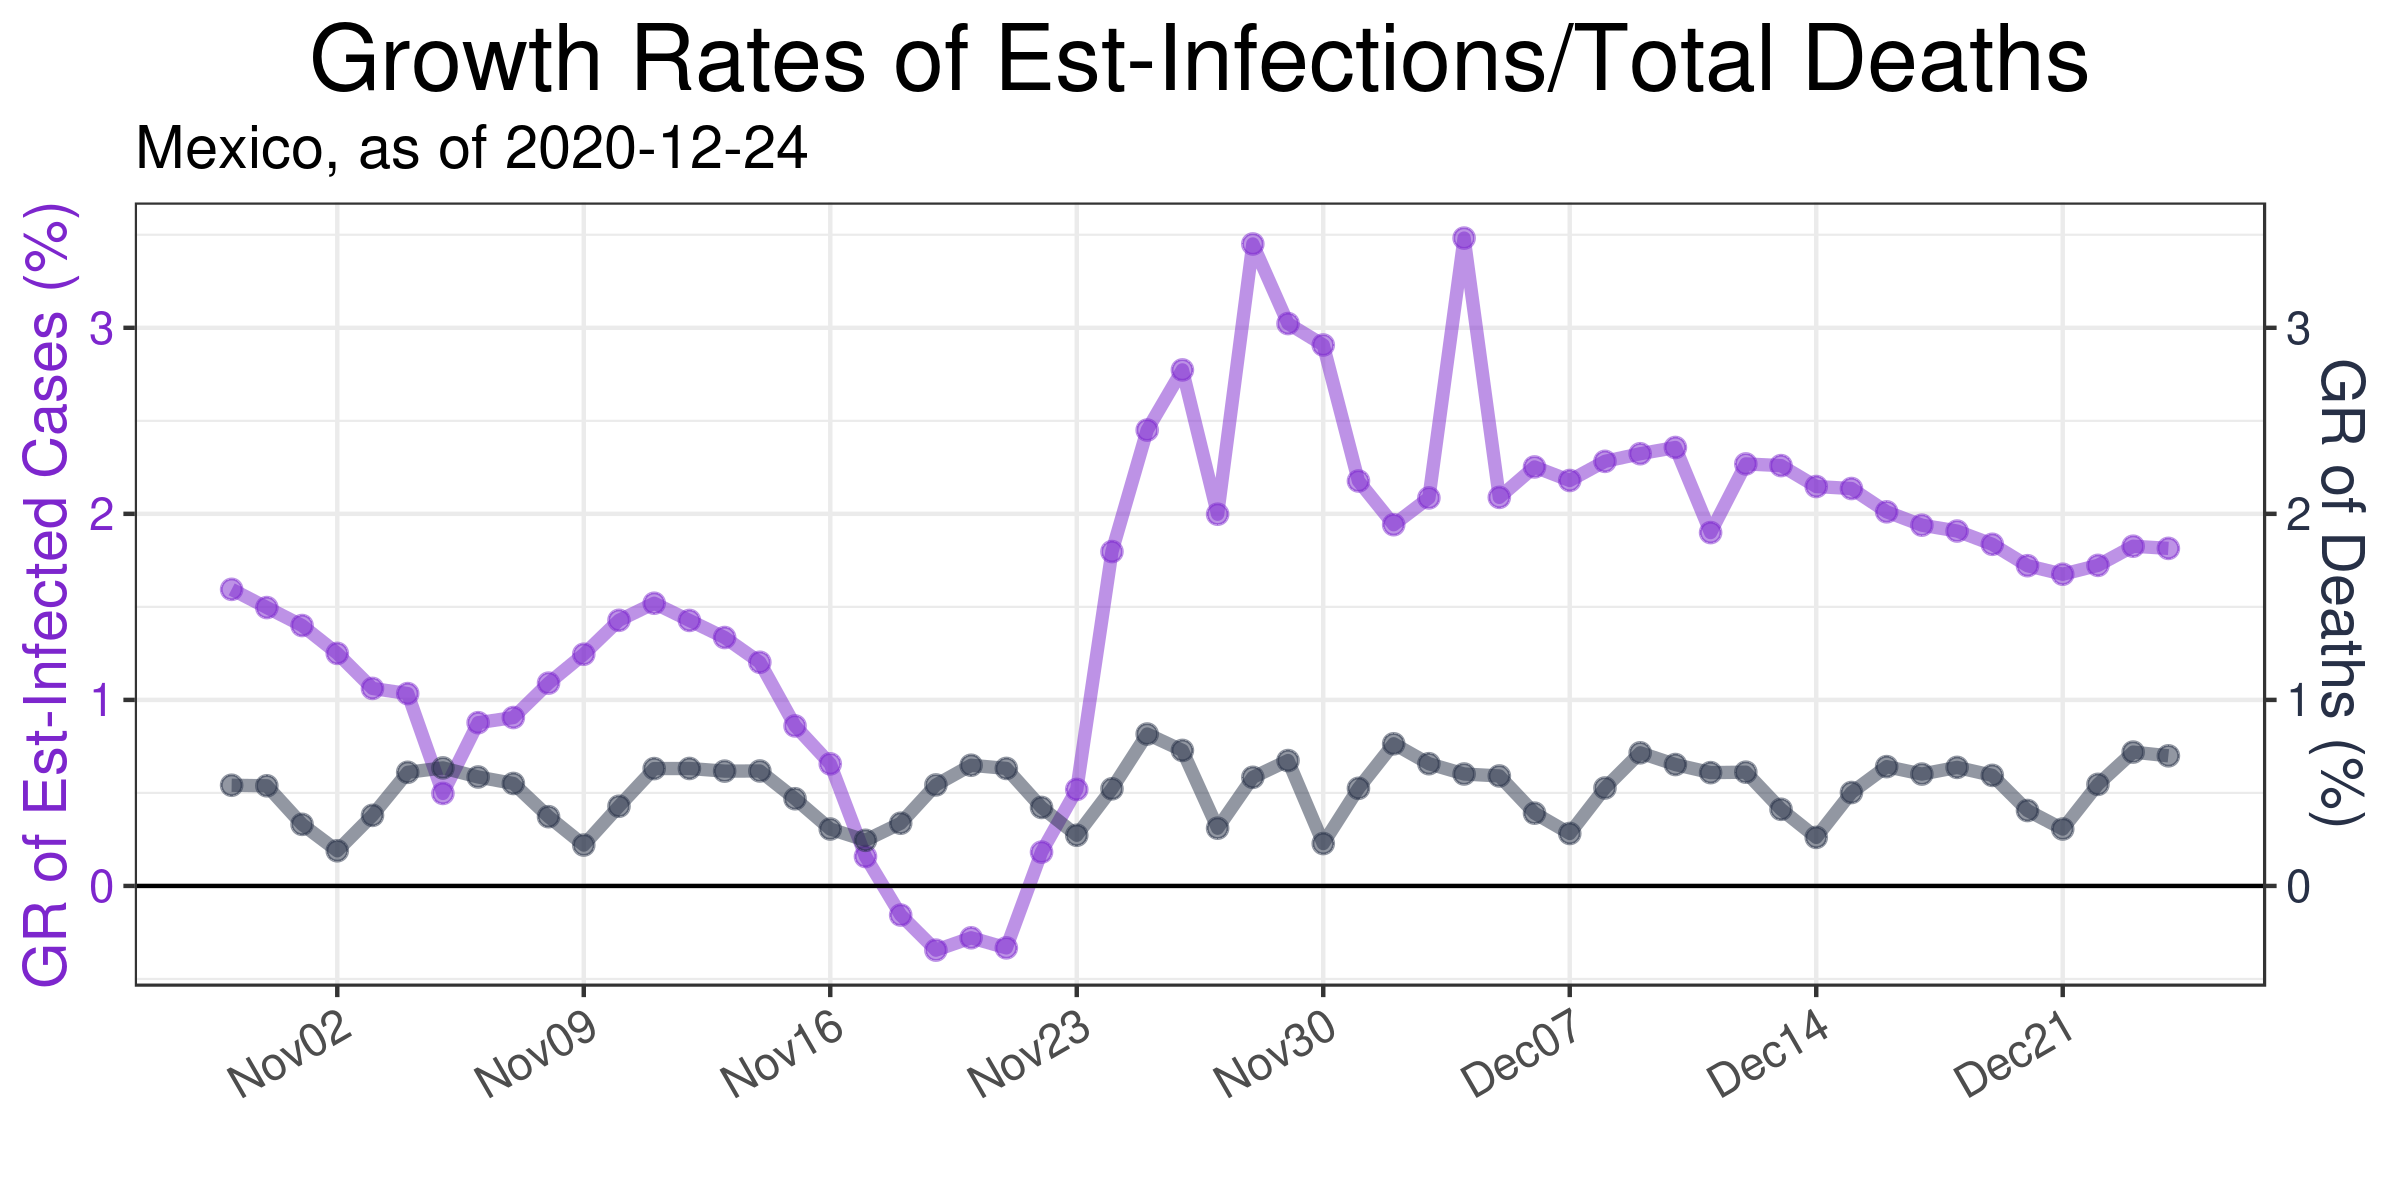 Growth Rates of Est-Infections/Total Deaths
Mexico, as of 2020-12-24
GR of Est-Infected Cases (%)
3
2
1
0
3
2
1
0
GR of Deaths (%)
Nov02
Nov09
Nov16
Nov23
Nov30
Dec07
Dec14
Dec21